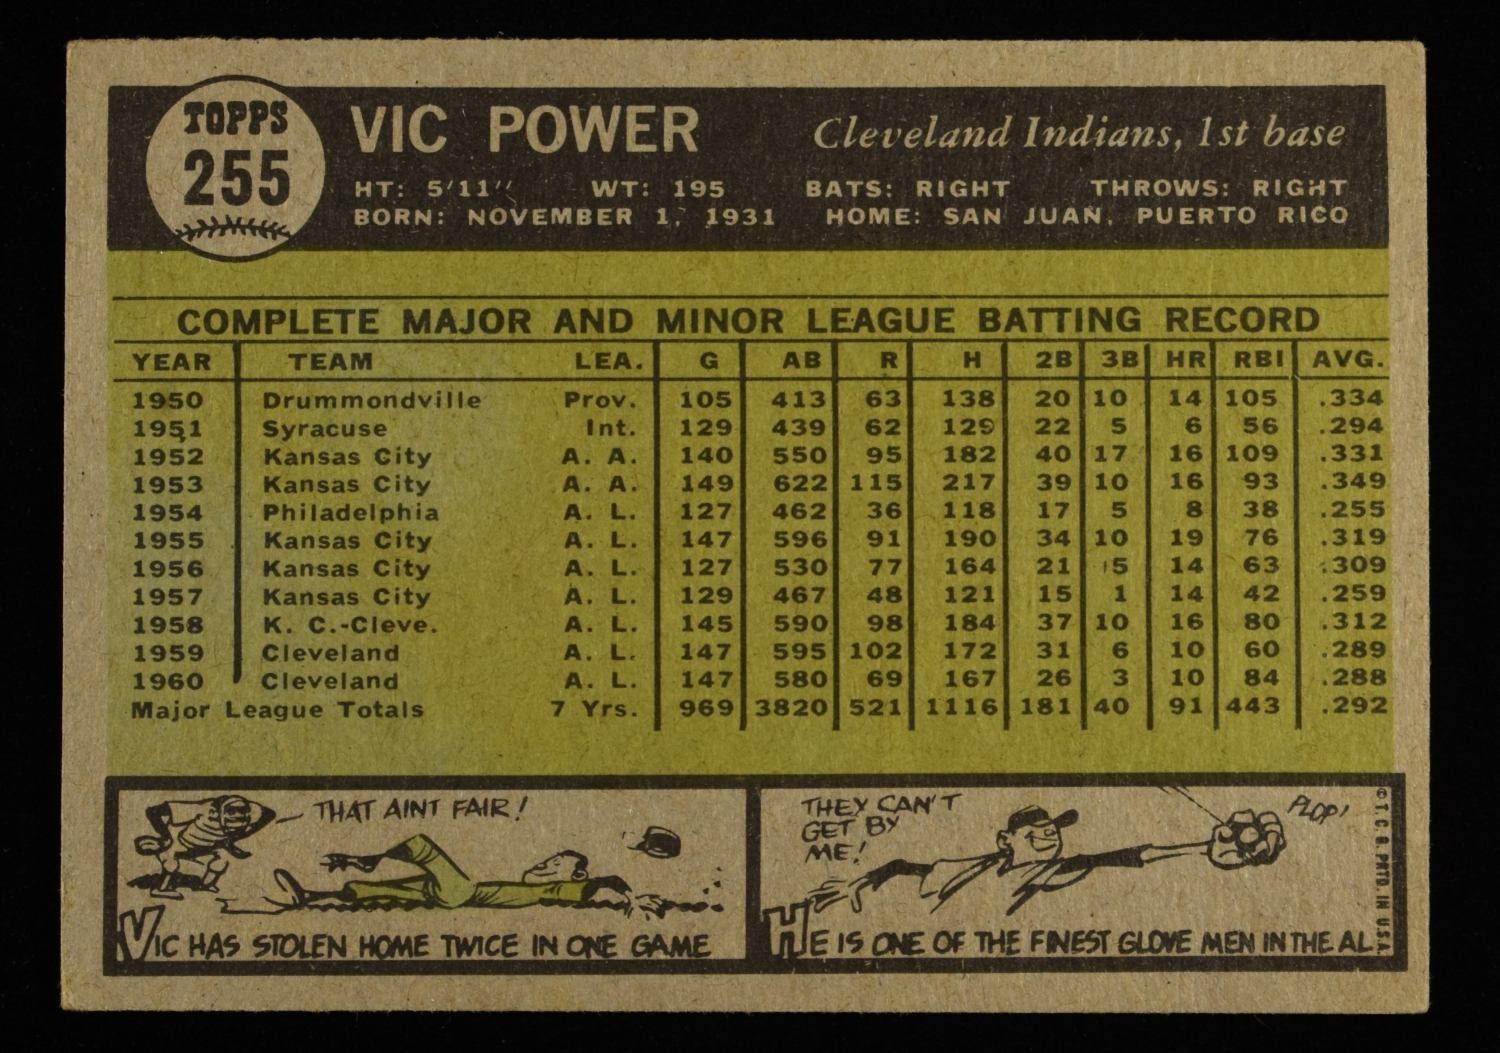 TOPPS
255
VIC POWER
Cleveland Indians, 1st base
HT: 5'11" WT: 195 BATS: RIGHT THROWS: RIGHT
BORN: NOVEMBER 1, 1931 HOME: SAN JUAN, PUERTO RICO
COMPLETE MAJOR AND MINOR LEAGUE BATTING RECORD
YEAR TEAM LEA. G AB R H 2B 3B HR RBI AVG.
1950 Drummondville Prov. 105 413 63 138 20 10 14 105 .334
1951 Syracuse Int. 129 439 62 129 22 5 6 56 .294
1952 Kansas City A. A. 140 550 95 182 40 17 16 109 .331
1953 Kansas City A. A. 149 622 115 217 39 10 16 93 .349
1954 Philadelphia A. L. 127 462 36 118 17 5 8 38 .255
1955 Kansas City A. L. 147 596 91 190 34 10 19 76 .319
1956 Kansas City A. L. 127 530 77 164 21 5 14 63 .309
1957 Kansas City A. L. 129 467 48 121 15 1 14 42 .259
1958 K. C.-Cleve. A. L. 145 590 98 184 37 10 16 80 .312
1959 Cleveland A. L. 147 595 102 172 31 6 10 60 .289
1960 Cleveland A. L. 147 580 69 167 26 3 10 84 .288
Major League Totals 7 Yrs. 969 3820 521 1116 181 40 91 443 .292
THAT AINT FAIR!
VIC HAS STOLEN HOME TWICE IN ONE GAME
THEY CAN'T
GET BY
ME!
PLOP!
HE IS ONE OF THE FINEST GLOVE MEN IN THE AL
© T. C. G. PRTD. IN U.S.A.